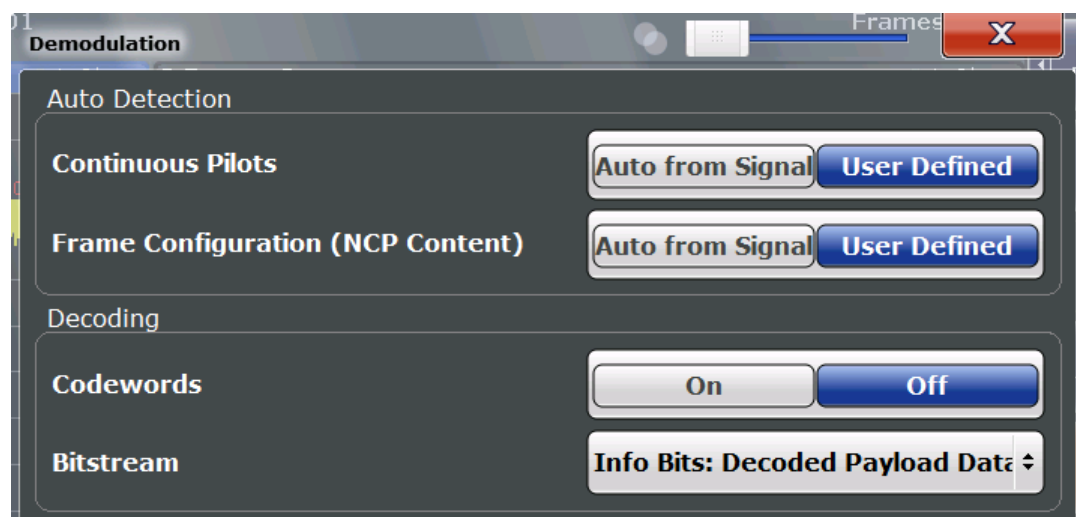 Frames
Demodulation
X
Auto Detection
Continuous Pilots
Auto from Signal User Defined
Frame Configuration (NCP Content)
Auto from Signal User Defined
Decoding
Codewords
On Off
Bitstream
Info Bits: Decoded Payload Data